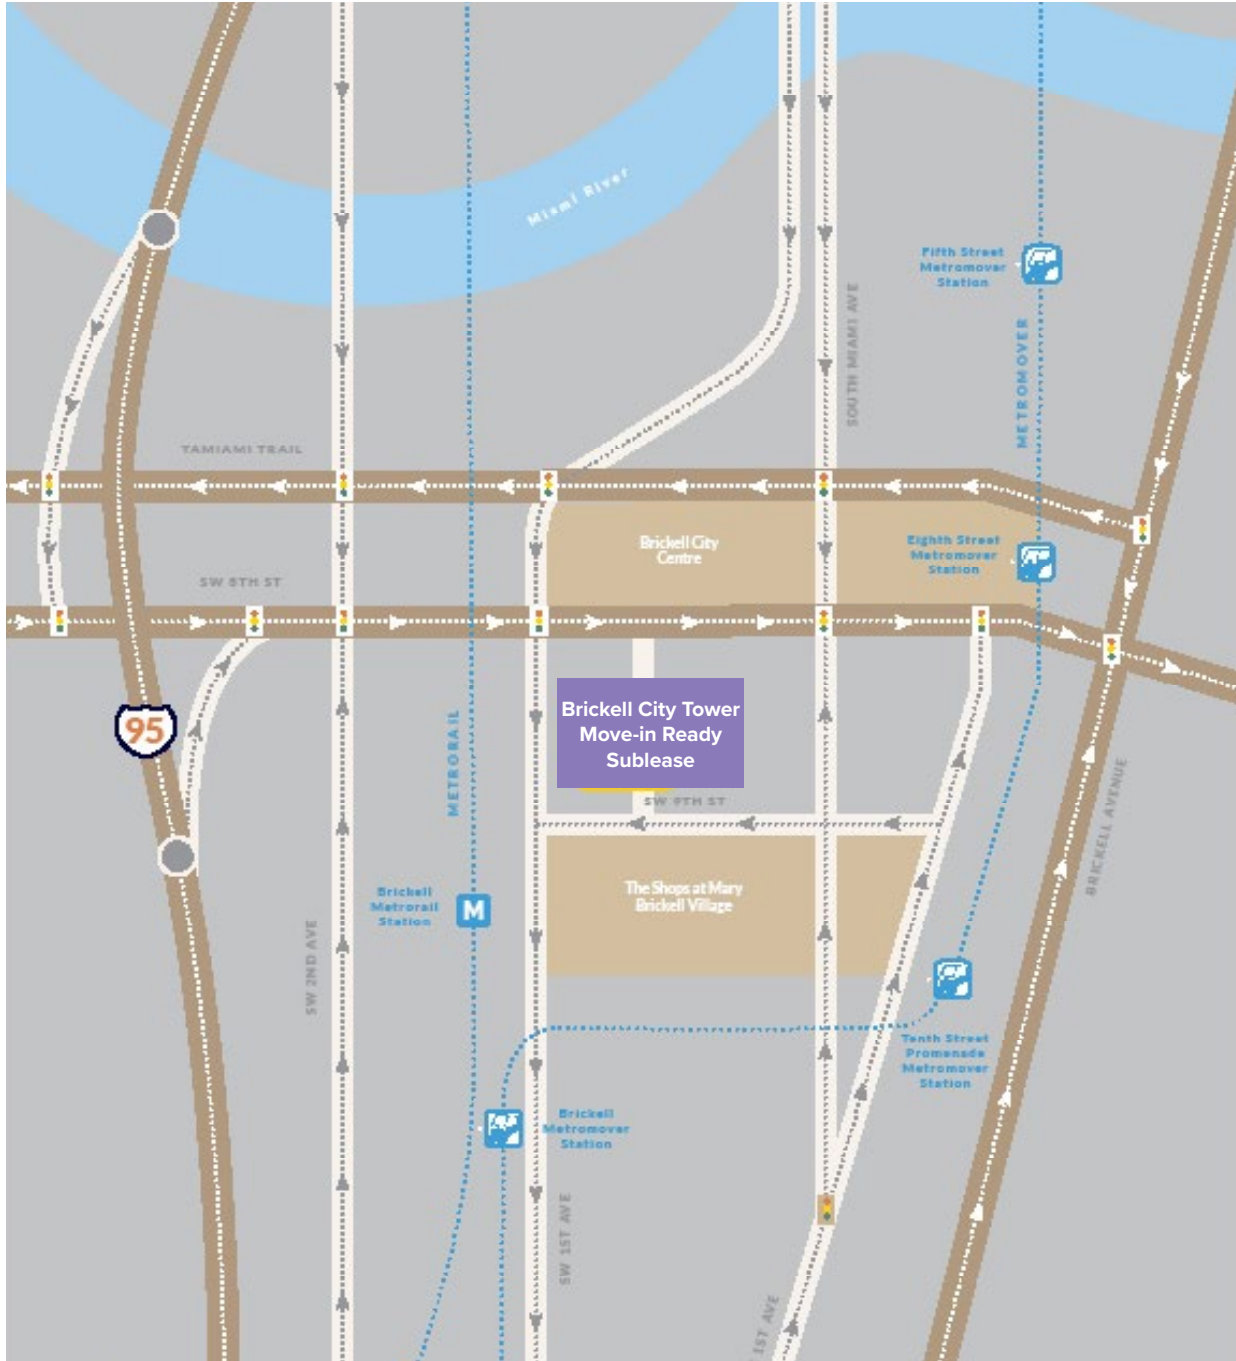 Miami River
Fifth Street
Metromover
Station
SOUTH MIAMI AVE
METROMOVER
TAMIAMI TRAIL
Brickell City
Centre
Eighth Street
Metromover
Station
SW 8TH ST
95
METRORAIL
Brickell City Tower
Move-in Ready
Sublease
SW 9TH ST
BRICKELL AVENUE
Brickell
Metrorail
Station
M
The Shops at Mary
Brickell Village
SW 2ND AVE
Tenth Street
Promenade
Metromover
Station
Brickell
Metromover
Station
SW 1ST AVE
1ST AVE